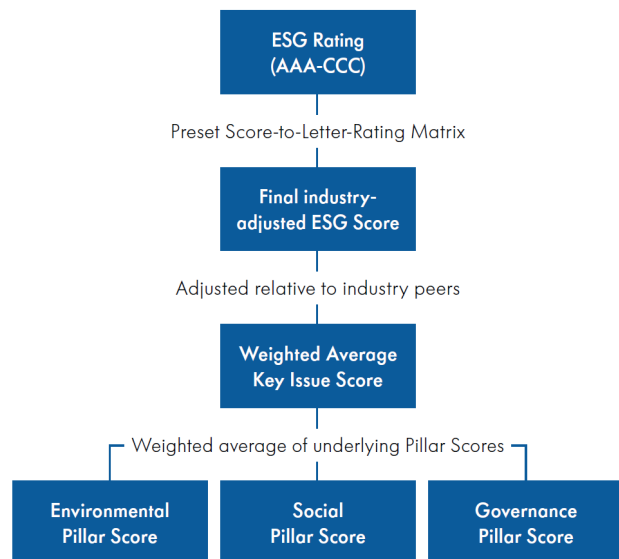 ESG Rating
(AAA-CCC)
Preset Score-to-Letter-Rating Matrix
Final industry-
adjusted ESG Score
Adjusted relative to industry peers
Weighted Average
Key Issue Score
Weighted average of underlying Pillar Scores
Environmental
Pillar Score
Social
Pillar Score
Governance
Pillar Score